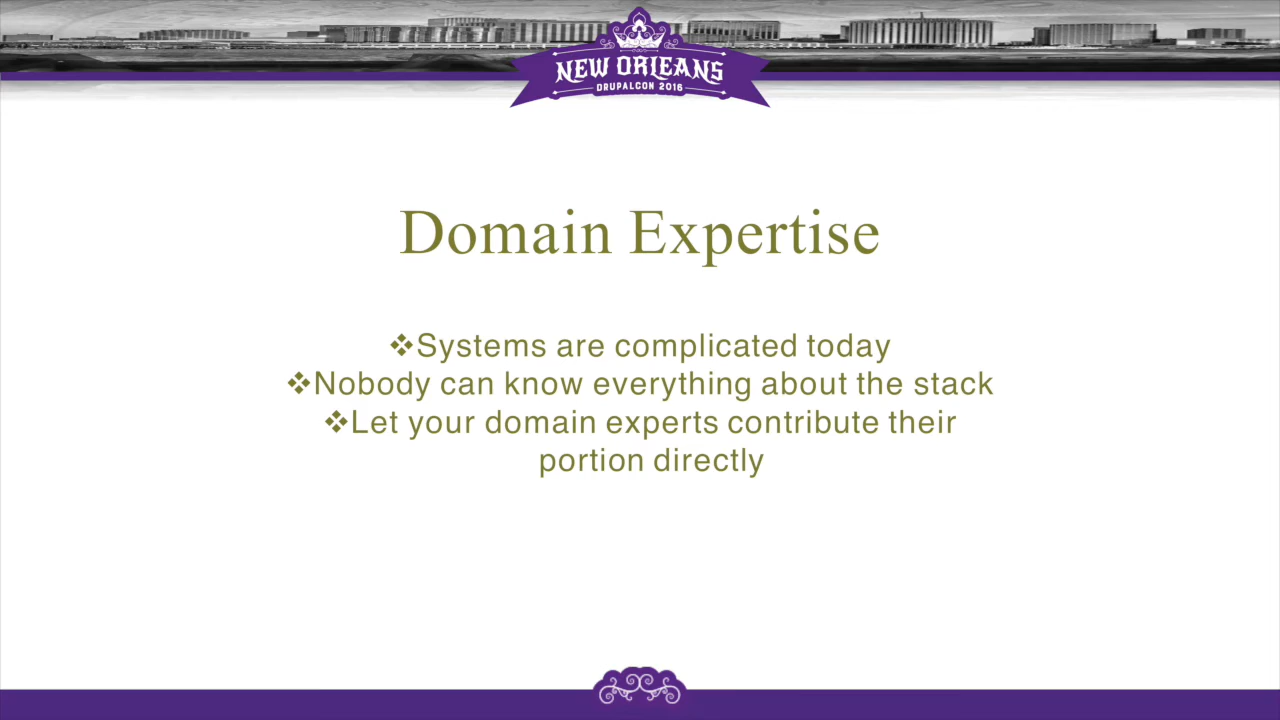 NEW ORLEANS
DRUPALCON 2016
Domain Expertise
❖Systems are complicated today
❖Nobody can know everything about the stack
❖Let your domain experts contribute their
portion directly